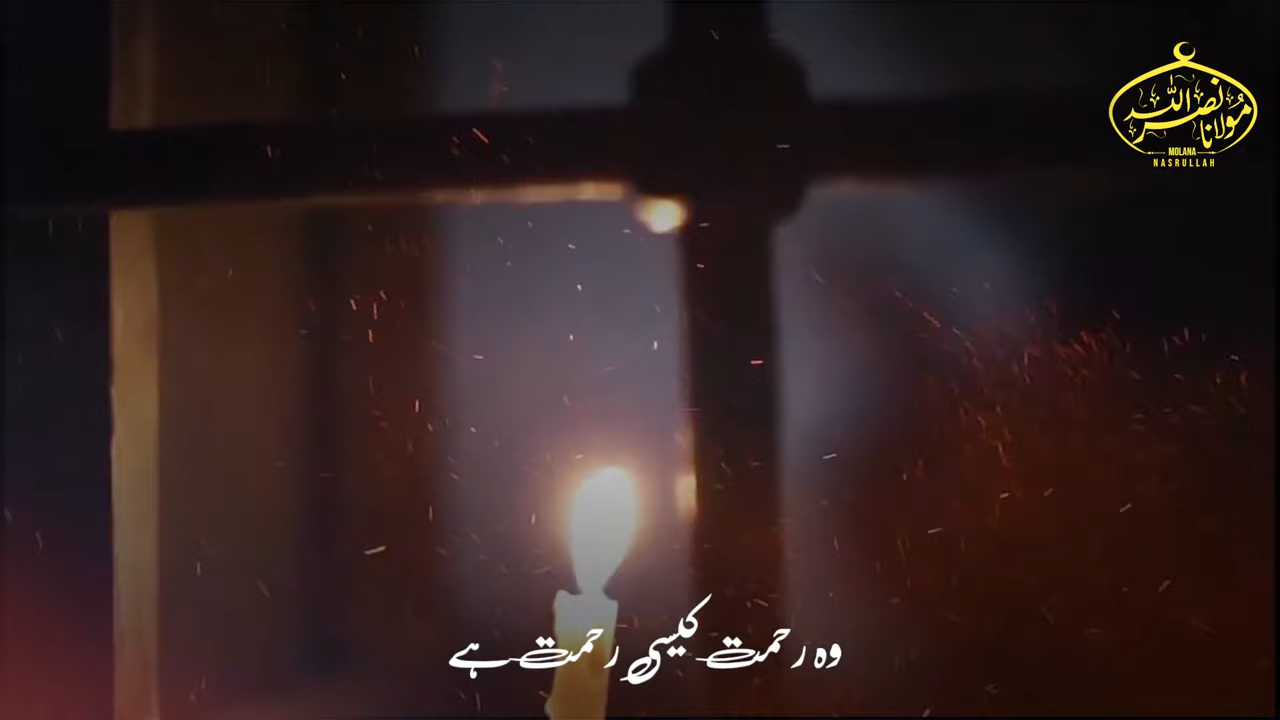 مولانا نصر اللہ
MOLANA
NASRULLAH
وہ رحمت کیسی رحمت ہے